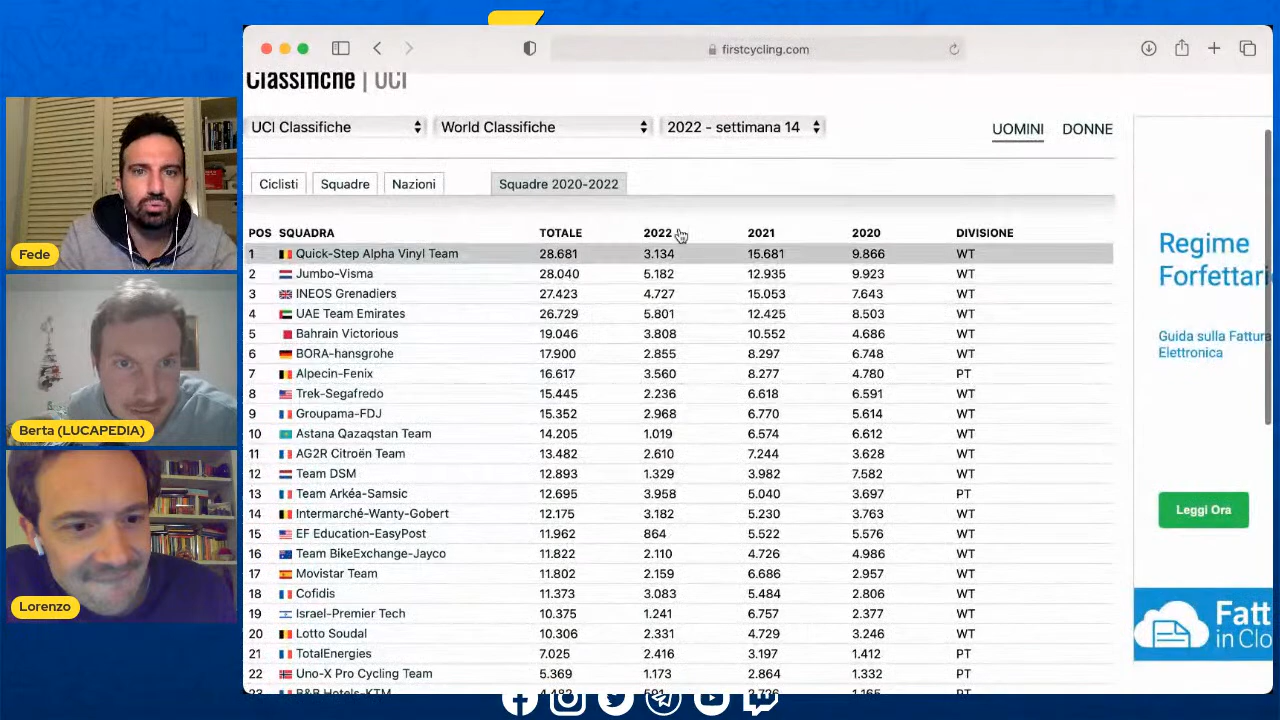 firstcycling.com
Classifiche | UCI
UCI Classifiche World Classifiche 2022 - settimana 14 UOMINI DONNE
Ciclisti Squadre Nazioni Squadre 2020-2022
POS SQUADRA TOTALE 2022 2021 2020 DIVISIONE
1 Quick-Step Alpha Vinyl Team 28.681 3.134 15.681 9.866 WT
2 Jumbo-Visma 28.040 5.182 12.935 9.923 WT
3 INEOS Grenadiers 27.423 4.727 15.053 7.643 WT
4 UAE Team Emirates 26.729 5.801 12.425 8.503 WT
5 Bahrain Victorious 19.046 3.808 10.552 4.686 WT
6 BORA-hansgrohe 17.900 2.855 8.297 6.748 WT
7 Alpecin-Fenix 16.617 3.560 8.277 4.780 PT
8 Trek-Segafredo 15.445 2.236 6.618 6.591 WT
9 Groupama-FDJ 15.352 2.968 6.770 5.614 WT
10 Astana Qazaqstan Team 14.205 1.019 6.574 6.612 WT
11 AG2R Citroën Team 13.482 2.610 7.244 3.628 WT
12 Team DSM 12.893 1.329 3.982 7.582 WT
13 Team Arkéa-Samsic 12.695 3.958 5.040 3.697 PT
14 Intermarché-Wanty-Gobert 12.175 3.182 5.230 3.763 WT
15 EF Education-EasyPost 11.962 864 5.522 5.576 WT
16 Team BikeExchange-Jayco 11.822 2.110 4.726 4.986 WT
17 Movistar Team 11.802 2.159 6.686 2.957 WT
18 Cofidis 11.373 3.083 5.484 2.806 WT
19 Israel-Premier Tech 10.375 1.241 6.757 2.377 WT
20 Lotto Soudal 10.306 2.331 4.729 3.246 WT
21 TotalEnergies 7.025 2.416 3.197 1.412 PT
22 Uno-X Pro Cycling Team 5.369 1.173 2.864 1.332 PT
23 B&B Hotels-KTM
Regime
Forfettari
Guida sulla Fattura
Elettronica
Leggi Ora
Fatt
in Clo
Fede
Berta (LUCAPEDIA)
Lorenzo